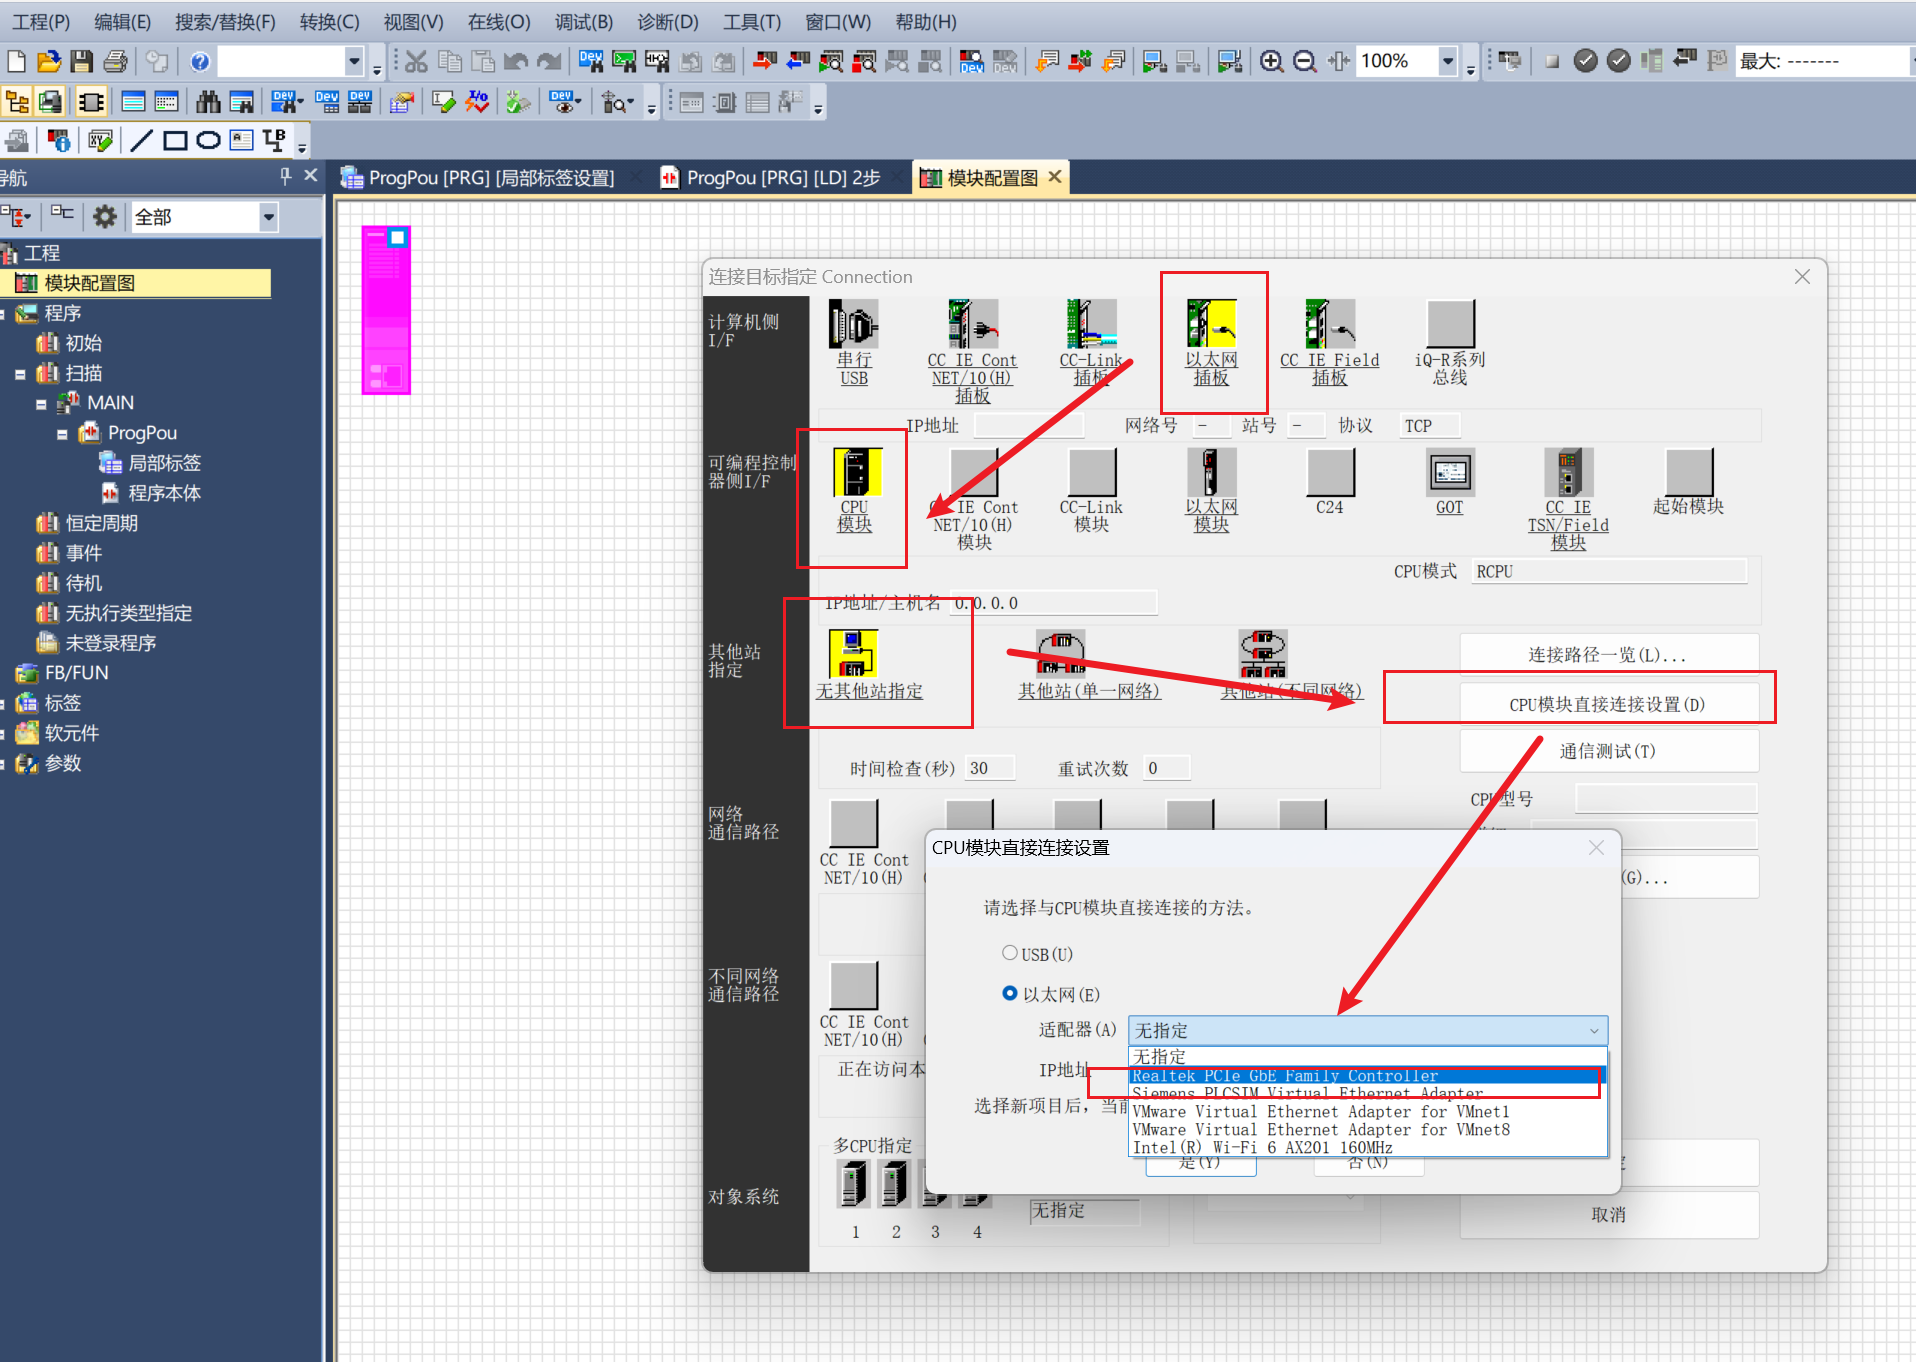 工程(P) 编辑(E) 搜索/替换(F) 转换(C) 视图(V) 在线(O) 调试(B) 诊断(D) 工具(T) 窗口(W) 帮助(H)
100%
最大: -------
导航
ProgPou [PRG] [局部标签设置]
ProgPou [PRG] [LD] 2步
模块配置图
全部
工程
模块配置图
程序
初始
扫描
MAIN
ProgPou
局部标签
程序本体
恒定周期
事件
待机
无执行类型指定
未登录程序
FB/FUN
标签
软元件
参数
连接目标指定 Connection
计算机侧
I/F
串行
USB
CC IE Cont
NET/10(H)
插板
CC-Link
插板
以太网
插板
CC IE Field
插板
iQ-R系列
总线
IP地址
网络号 -
站号 -
协议 TCP
可编程控制
器侧I/F
CPU
模块
CC IE Cont
NET/10(H)
模块
CC-Link
模块
以太网
模块
C24
GOT
CC IE
TSN/Field
模块
起始模块
CPU模式 RCPU
IP地址/主机名 0.0.0.0
其他站
指定
无其他站指定
其他站(单一网络)
其他站(不同网络)
连接路径一览(L)...
CPU模块直接连接设置(D)
通信测试(T)
时间检查(秒) 30
重试次数 0
CPU型号
网络
通信路径
CC IE Cont
NET/10(H)
(G)...
不同网络
通信路径
CC IE Cont
NET/10(H)
正在访问本
多CPU指定
对象系统
1 2 3 4
无指定
取消
CPU模块直接连接设置
请选择与CPU模块直接连接的方法。
USB(U)
以太网(E)
适配器(A) 无指定
无指定
Realtek PCIe GbE Family Controller
Siemens PLCSIM Virtual Ethernet Adapter
VMware Virtual Ethernet Adapter for VMnet1
VMware Virtual Ethernet Adapter for VMnet8
Intel(R) Wi-Fi 6 AX201 160MHz
IP地址
选择新项目后，当前
是(Y)
否(N)